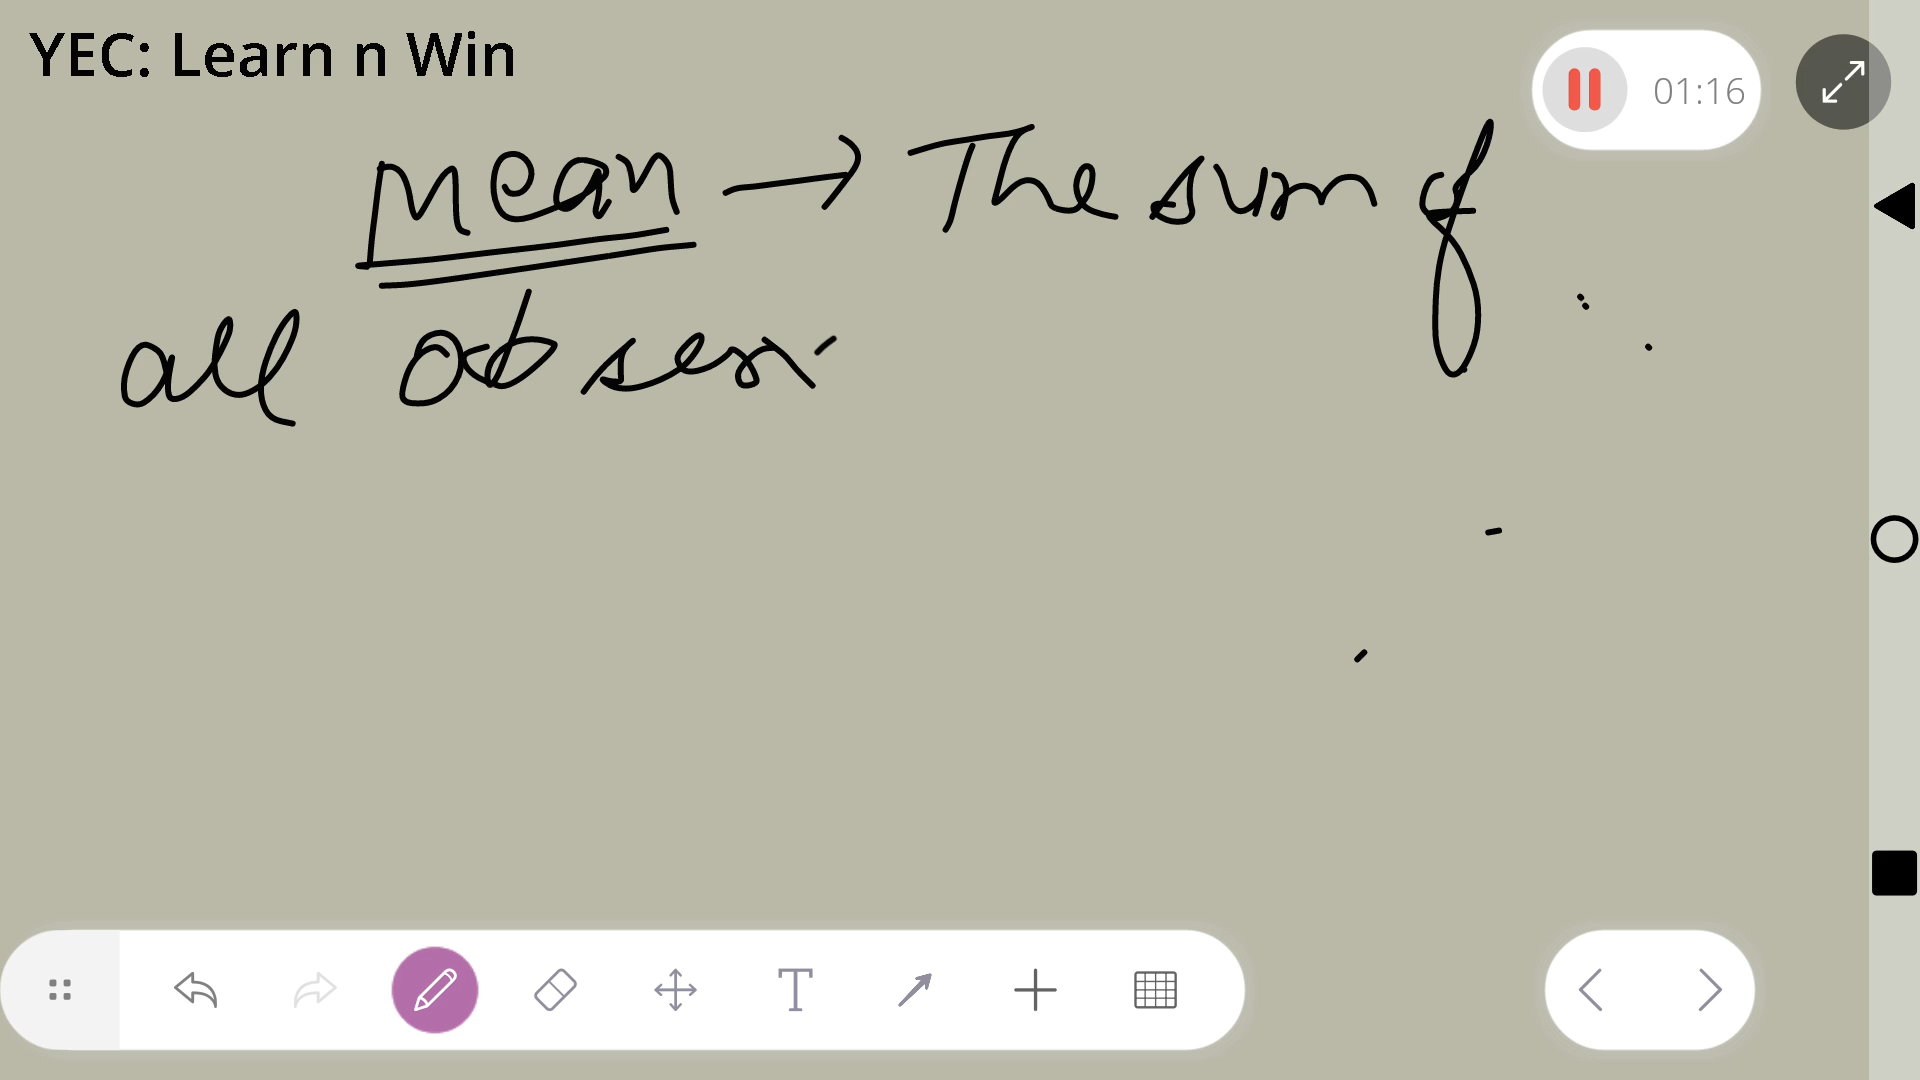 YEC: Learn n Win
01:16
Mean → The sum of
all obser